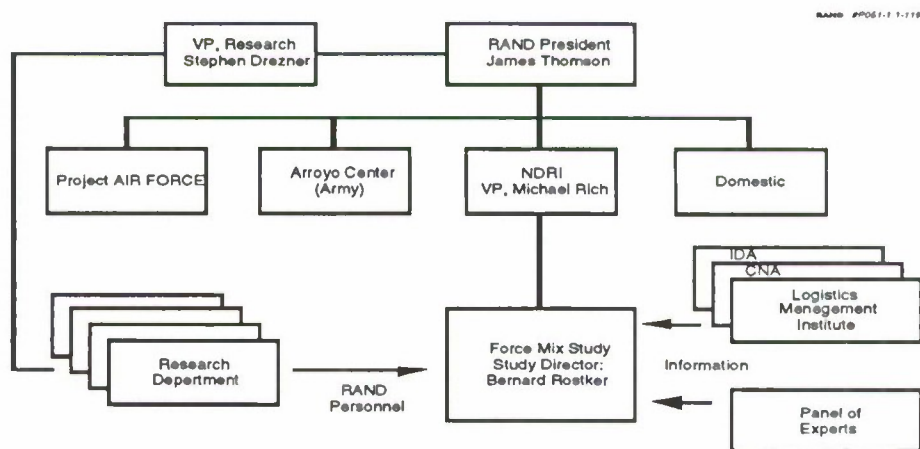 RAND
VP, Research
Stephen Drezner
RAND President
James Thomson
Project AIR FORCE
Arroyo Center
(Army)
NDRI
VP, Michael Rich
Domestic
IDA
CNA
Logistics
Management
Institute
Research
Department
RAND
Personnel
Force Mix Study
Study Director:
Bernard Rostker
Information
Panel of
Experts